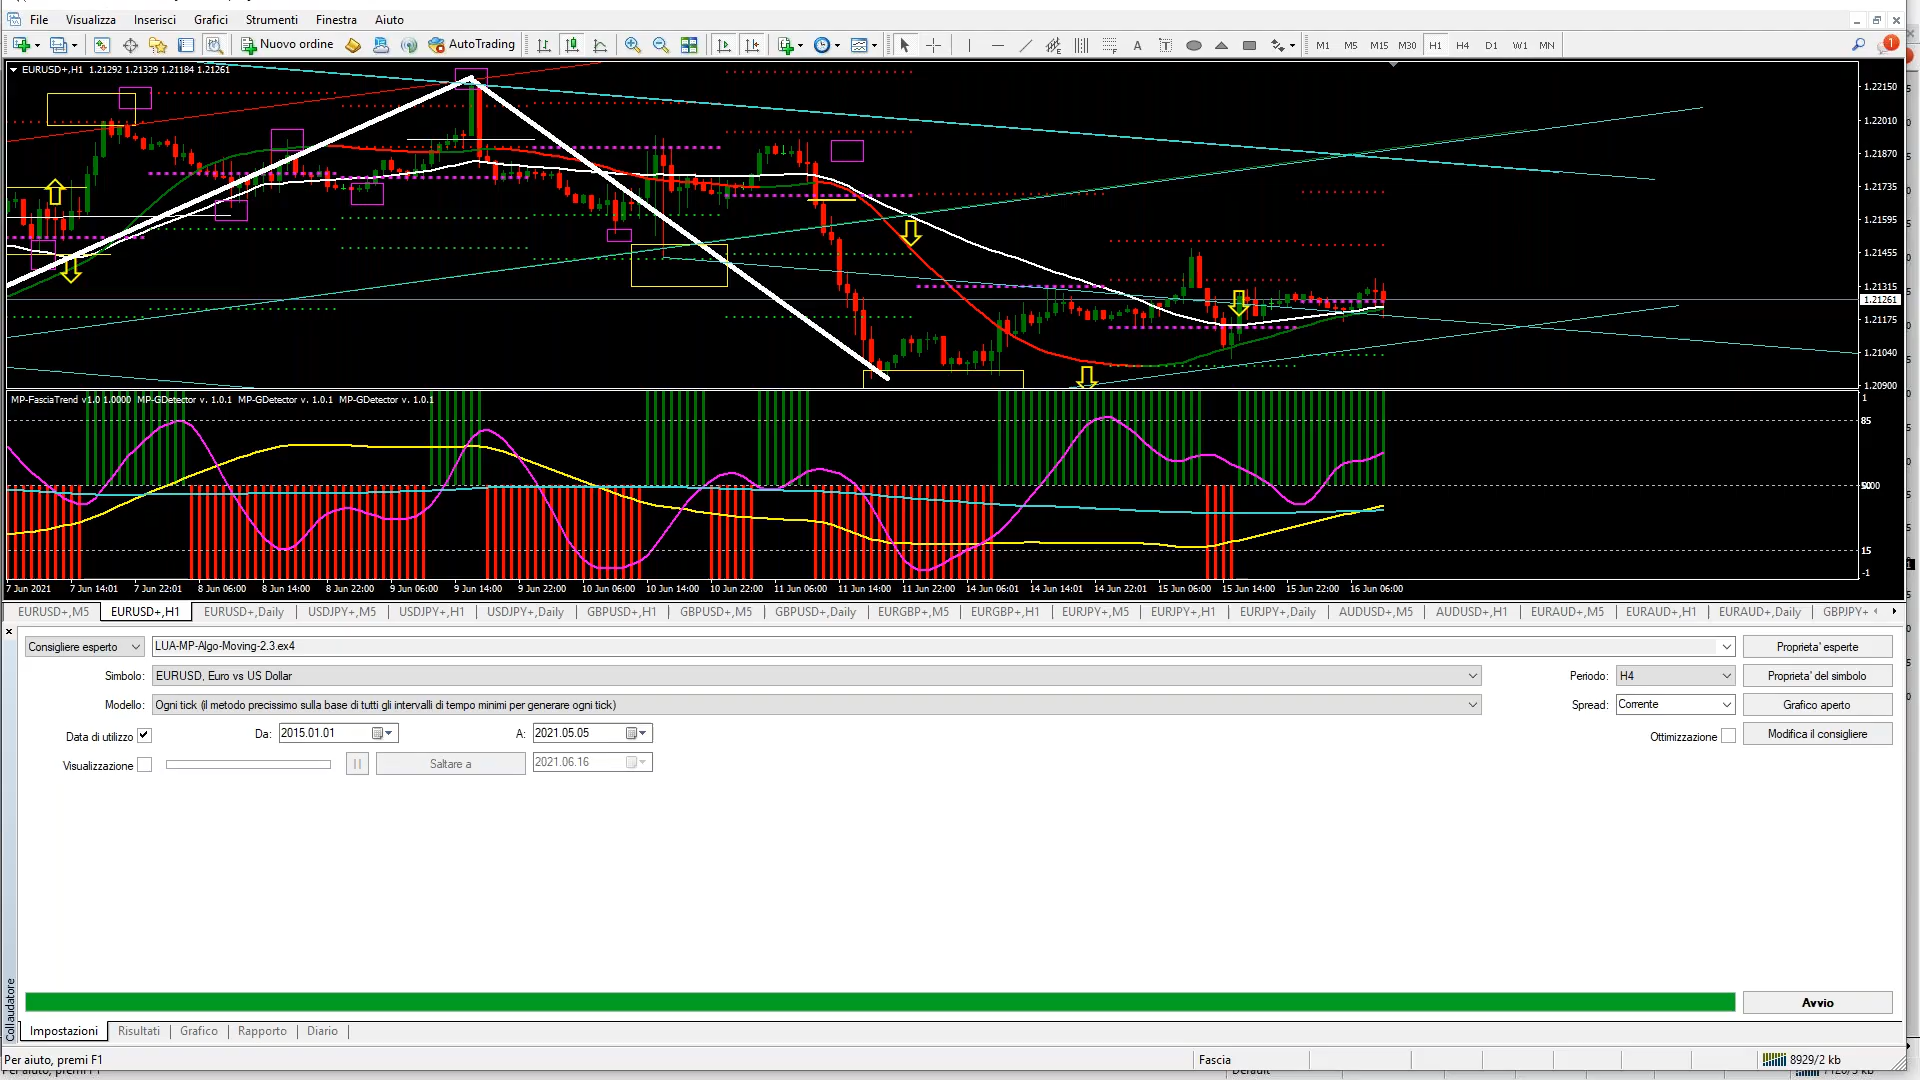 File Visualizza Inserisci Grafici Strumenti Finestra Aiuto
Nuovo ordine AutoTrading A T M1 M5 M15 M30 H1 H4 D1 W1 MN 1
EURUSD+,H1 1.21292 1.21329 1.21184 1.21261
1.22150
1.22010
1.21870
1.21735
1.21595
1.21455
1.21315
1.21261
1.21175
1.21040
1.20900
MP-FasciaTrend v1.0 1.0000 MP-GDetector v. 1.0.1 MP-GDetector v. 1.0.1 MP-GDetector v. 1.0.1
1
85
15
-1
7 Jun 2021 7 Jun 14:01 7 Jun 22:01 8 Jun 06:00 8 Jun 14:00 8 Jun 22:00 9 Jun 06:00 9 Jun 14:00 9 Jun 22:00 10 Jun 06:00 10 Jun 14:00 10 Jun 22:00 11 Jun 06:00 11 Jun 14:00 11 Jun 22:00 14 Jun 06:01 14 Jun 14:01 14 Jun 22:01 15 Jun 06:00 15 Jun 14:00 15 Jun 22:00 16 Jun 06:00
EURUSD+,M5 EURUSD+,H1 EURUSD+,Daily USDJPY+,M5 USDJPY+,H1 USDJPY+,Daily GBPUSD+,H1 GBPUSD+,M5 GBPUSD+,Daily EURGBP+,M5 EURGBP+,H1 EURJPY+,M5 EURJPY+,H1 EURJPY+,Daily AUDUSD+,M5 AUDUSD+,H1 EURAUD+,M5 EURAUD+,H1 EURAUD+,Daily GBPJPY+
Consigliere esperto LUA-MP-Algo-Moving-2.3.ex4 Proprieta' esperte
Simbolo: EURUSD, Euro vs US Dollar Periodo: H4 Proprieta' del simbolo
Modello: Ogni tick (il metodo precissimo sulla base di tutti gli intervalli di tempo minimi per generare ogni tick) Spread: Corrente Grafico aperto
Data di utilizzo Da: 2015.01.01 A: 2021.05.05 Ottimizzazione Modifica il consigliere
Visualizzazione Saltare a 2021.06.16
Collaudatore
Avvio
Impostazioni Risultati Grafico Rapporto Diario
Per aiuto, premi F1 Fascia 8929/2 kb